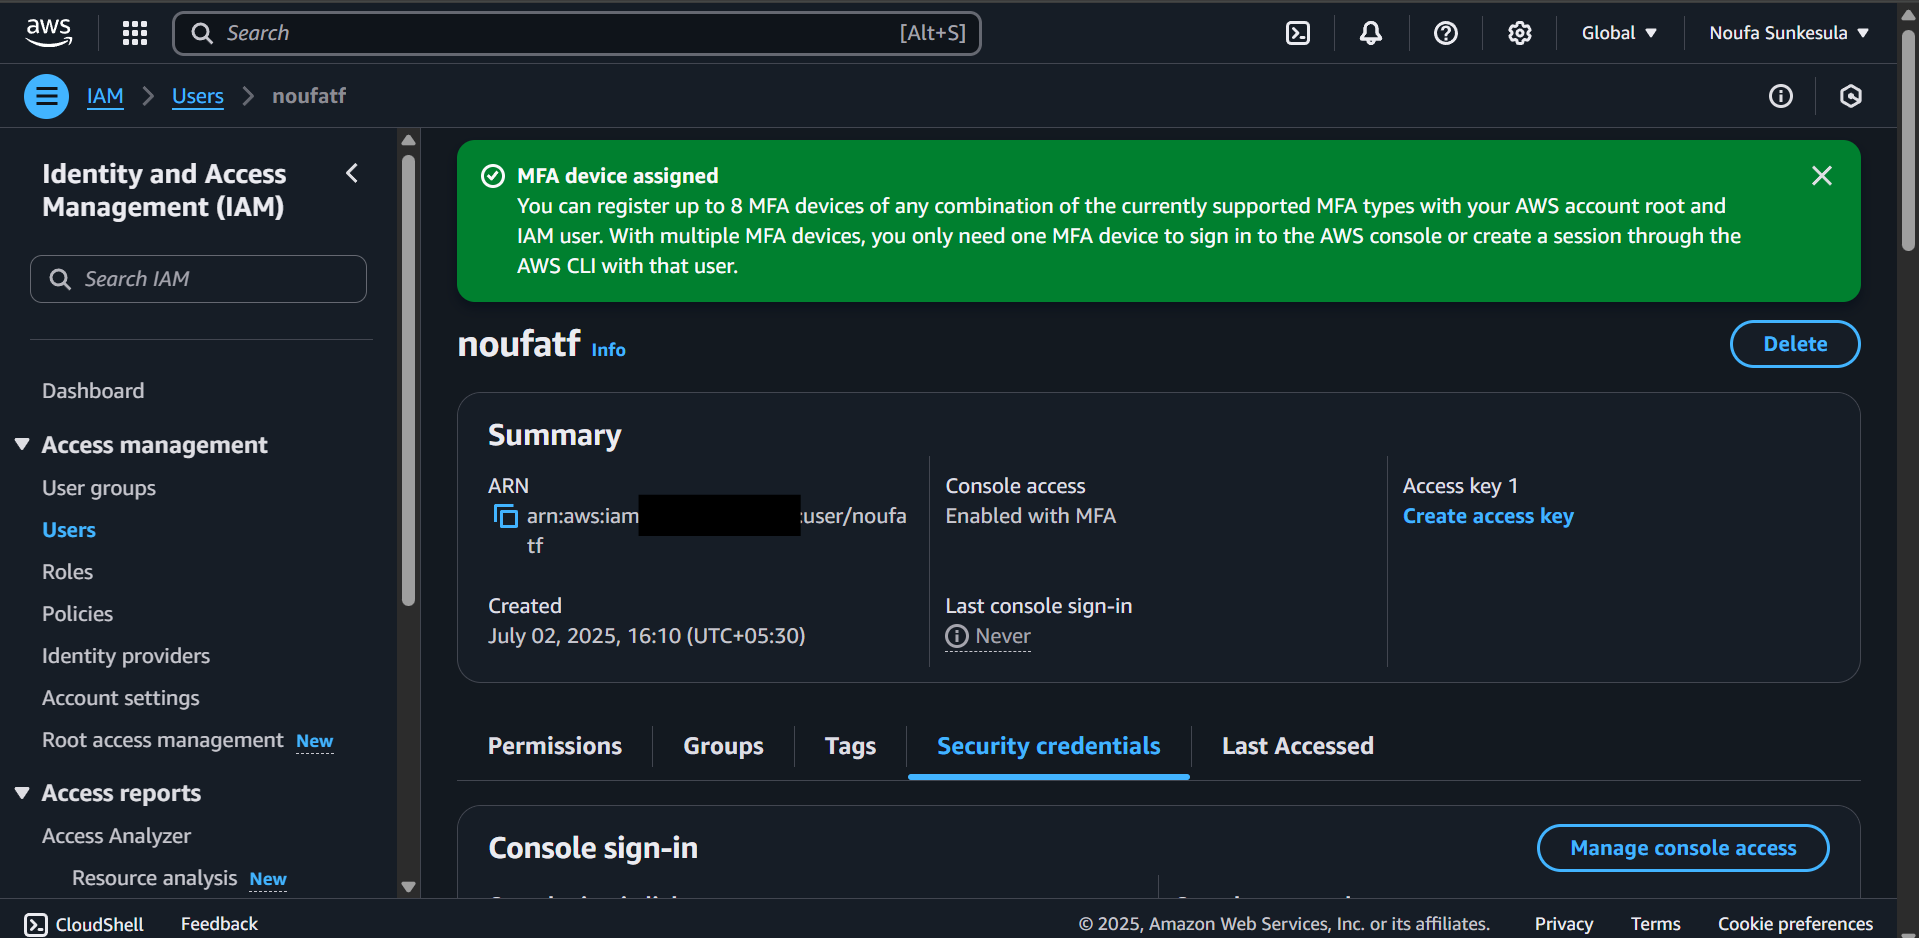 aws
Search
[Alt+S]
Global
Noufa Sunkesula
IAM
Users
noufatf
Identity and Access
Management (IAM)
Search IAM
Dashboard
Access management
User groups
Users
Roles
Policies
Identity providers
Account settings
Root access management New
Access reports
Access Analyzer
Resource analysis New
MFA device assigned
You can register up to 8 MFA devices of any combination of the currently supported MFA types with your AWS account root and
IAM user. With multiple MFA devices, you only need one MFA device to sign in to the AWS console or create a session through the
AWS CLI with that user.
noufatf Info
Delete
Summary
ARN
arn:aws:iam :user/noufa
tf
Created
July 02, 2025, 16:10 (UTC+05:30)
Console access
Enabled with MFA
Last console sign-in
Never
Access key 1
Create access key
Permissions
Groups
Tags
Security credentials
Last Accessed
Console sign-in
Manage console access
CloudShell
Feedback
© 2025, Amazon Web Services, Inc. or its affiliates.
Privacy
Terms
Cookie preferences